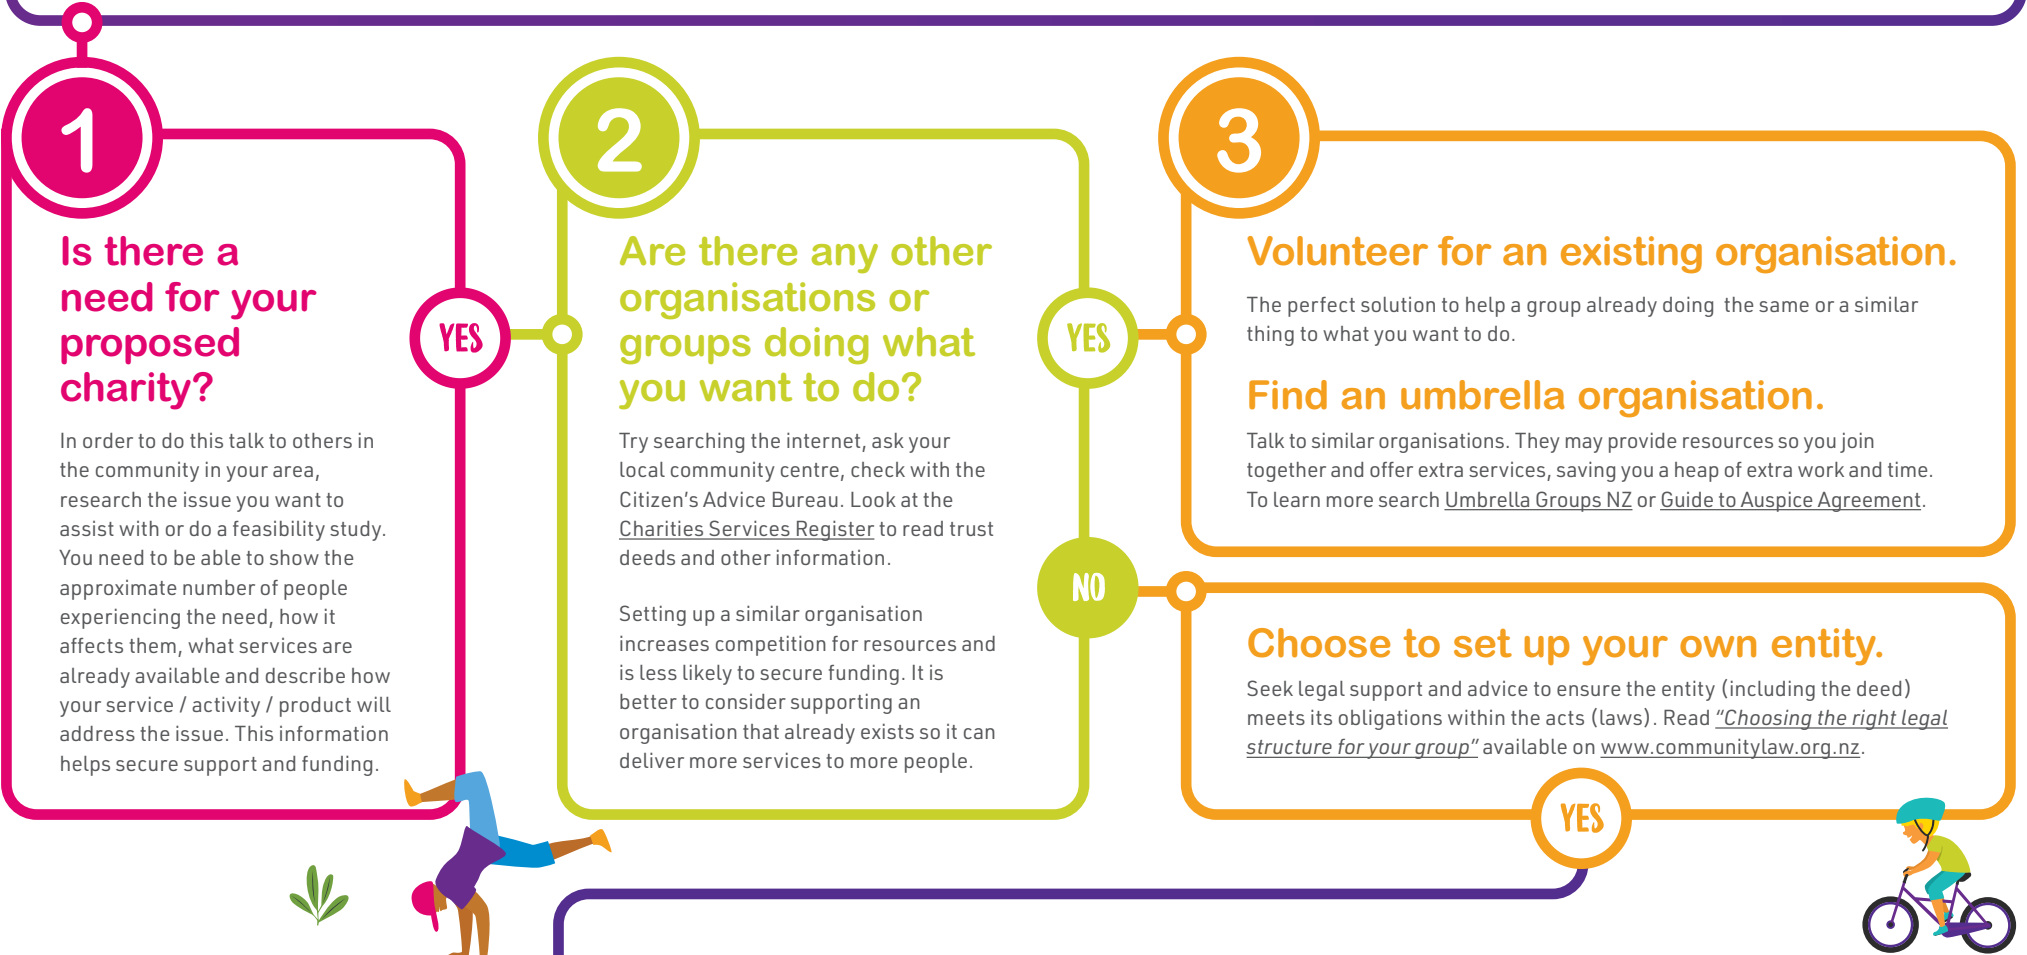 1
Is there a
need for your
proposed
charity?
In order to do this talk to others in
the community in your area,
research the issue you want to
assist with or do a feasibility study.
You need to be able to show the
approximate number of people
experiencing the need, how it
affects them, what services are
already available and describe how
your service / activity / product will
address the issue. This information
helps secure support and funding.
YES
2
Are there any other
organisations or
groups doing what
you want to do?
Try searching the internet, ask your
local community centre, check with the
Citizen's Advice Bureau. Look at the
Charities Services Register to read trust
deeds and other information.
Setting up a similar organisation
increases competition for resources and
is less likely to secure funding. It is
better to consider supporting an
organisation that already exists so it can
deliver more services to more people.
YES
NO
3
Volunteer for an existing organisation.
The perfect solution to help a group already doing  the same or a similar
thing to what you want to do.
Find an umbrella organisation.
Talk to similar organisations. They may provide resources so you join
together and offer extra services, saving you a heap of extra work and time.
To learn more search Umbrella Groups NZ or Guide to Auspice Agreement.
Choose to set up your own entity.
Seek legal support and advice to ensure the entity (including the deed)
meets its obligations within the acts (laws). Read "Choosing the right legal
structure for your group" available on www.communitylaw.org.nz.
YES